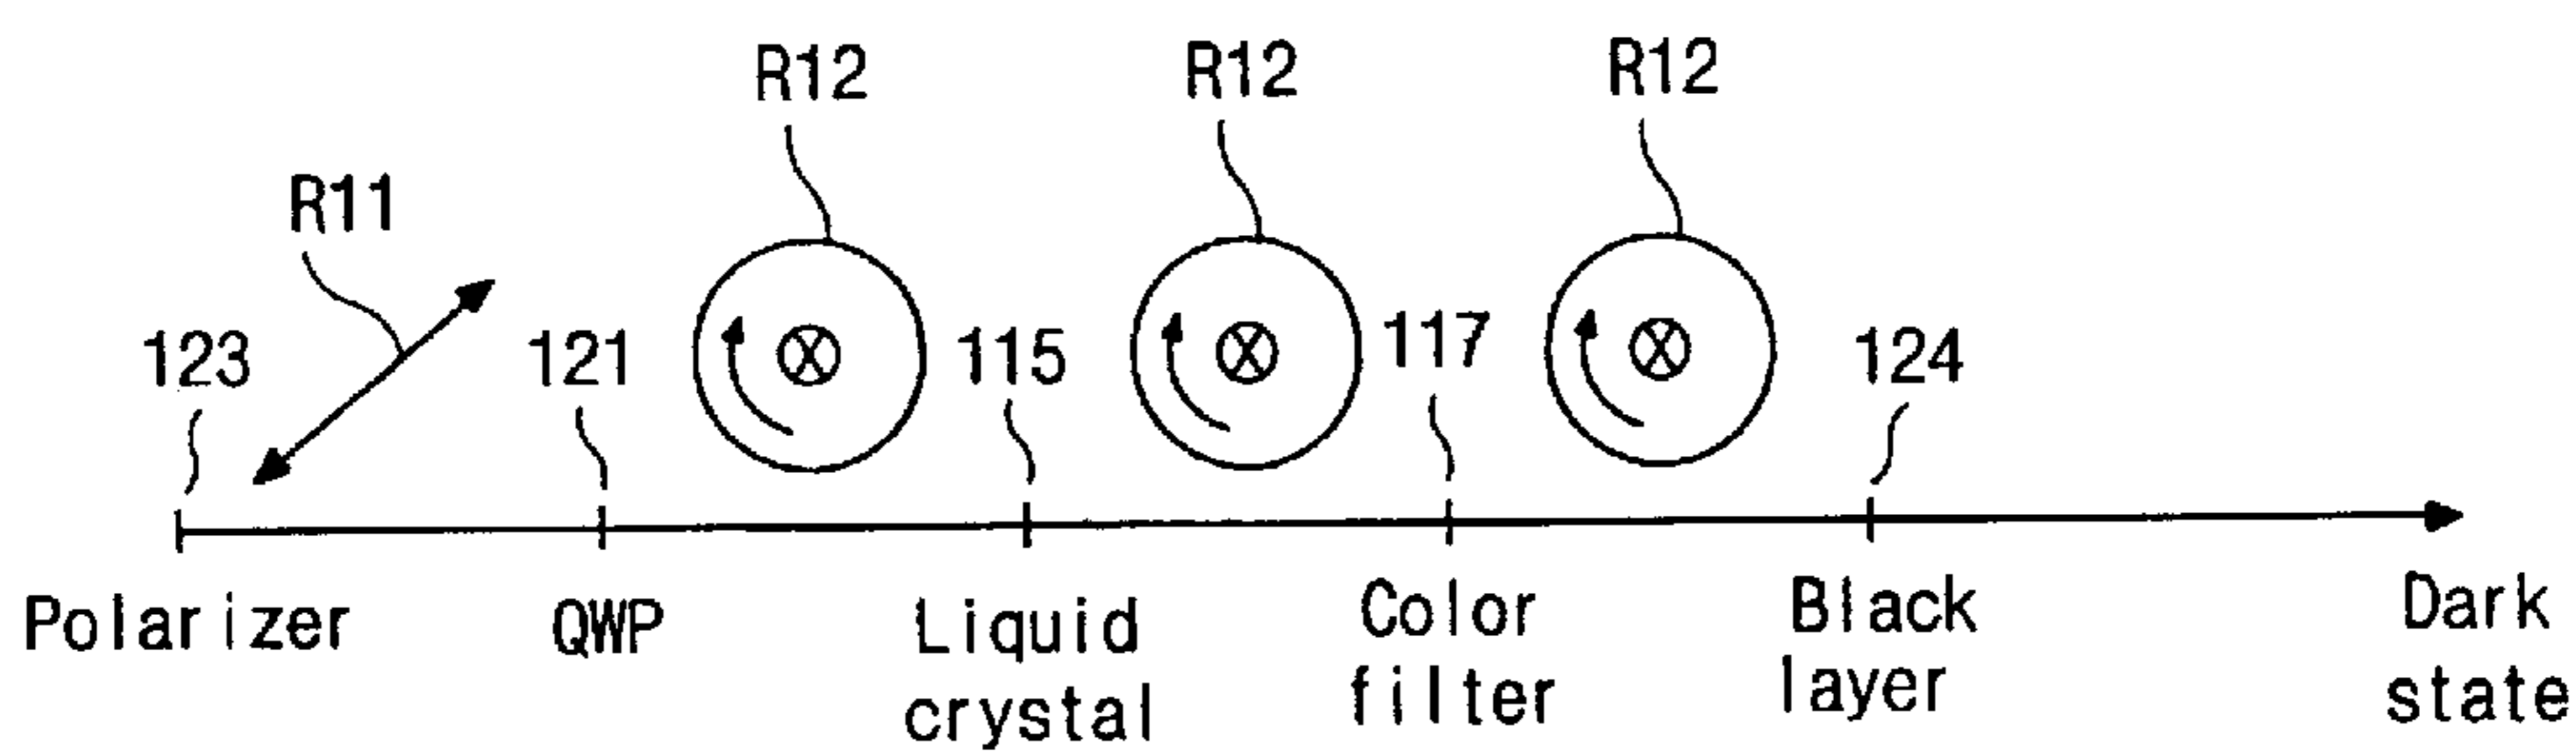 R12 R12 R12
R11
123 121 115 117 124
Polarizer QWP Liquid Color Black Dark
crystal filter layer state